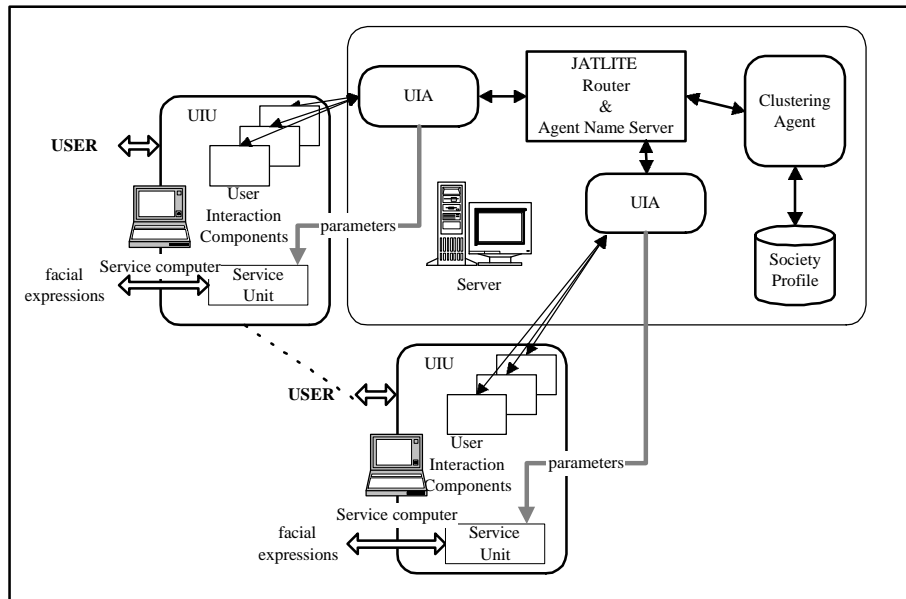 JATLITE
Router
&
Agent Name Server
UIA
Clustering
Agent
UIU
USER
User
Interaction
Components
parameters
UIA
Server
Society
Profile
Service computer
facial
expressions
Service
Unit
UIU
USER
User
Interaction
Components
parameters
Service computer
facial
expressions
Service
Unit